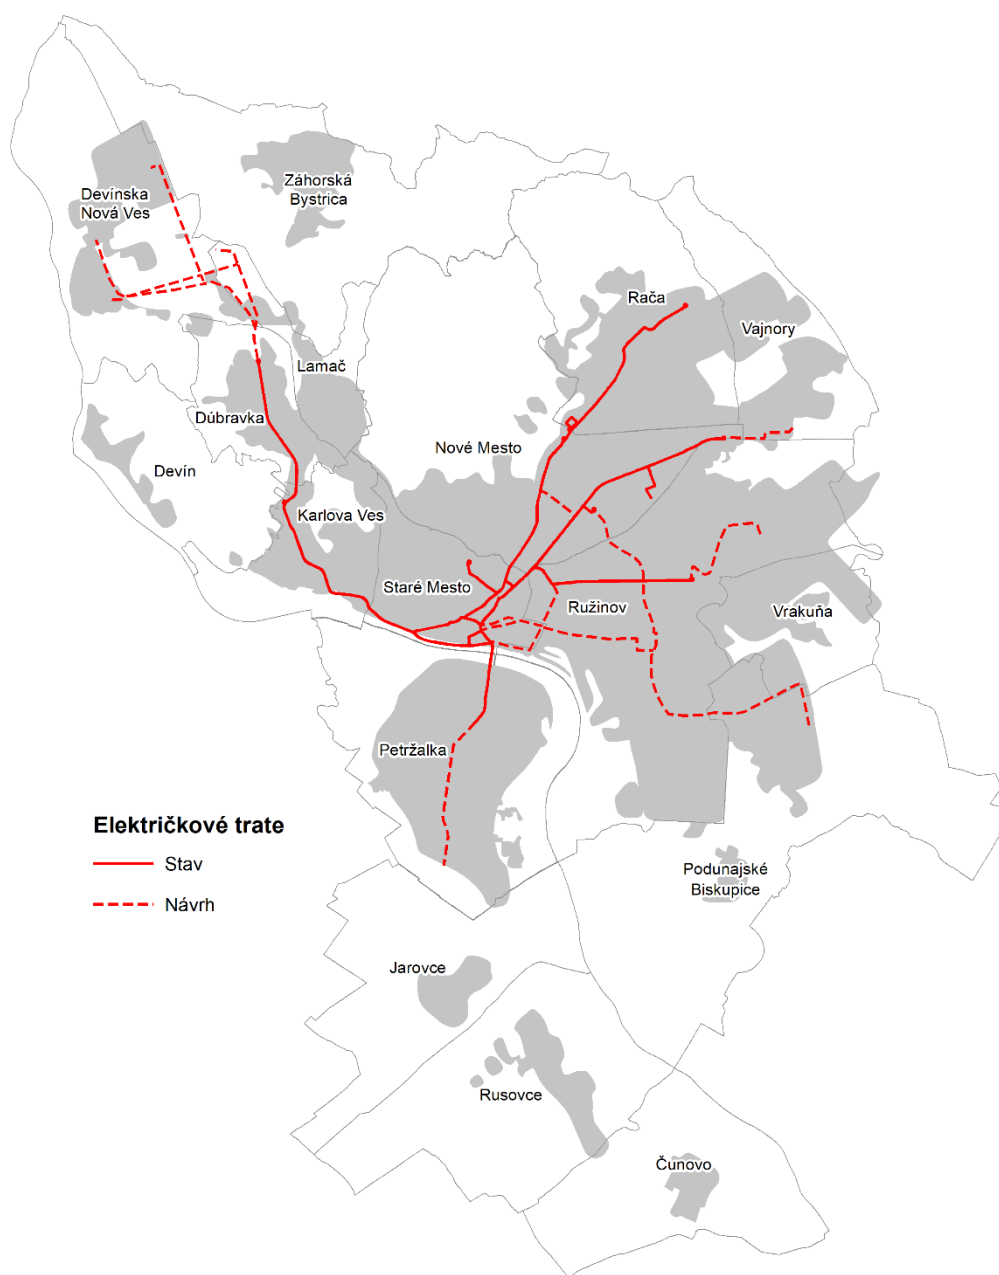 Záhorská
Bystrica
Devínska
Nová Ves
Rača
Vajnory
Lamač
Dúbravka
Nové Mesto
Devín
Karlova Ves
Staré Mesto
Ružinov
Vrakuňa
Petržalka
Električkové trate
Stav
Návrh
Podunajské
Biskupice
Jarovce
Rusovce
Čunovo